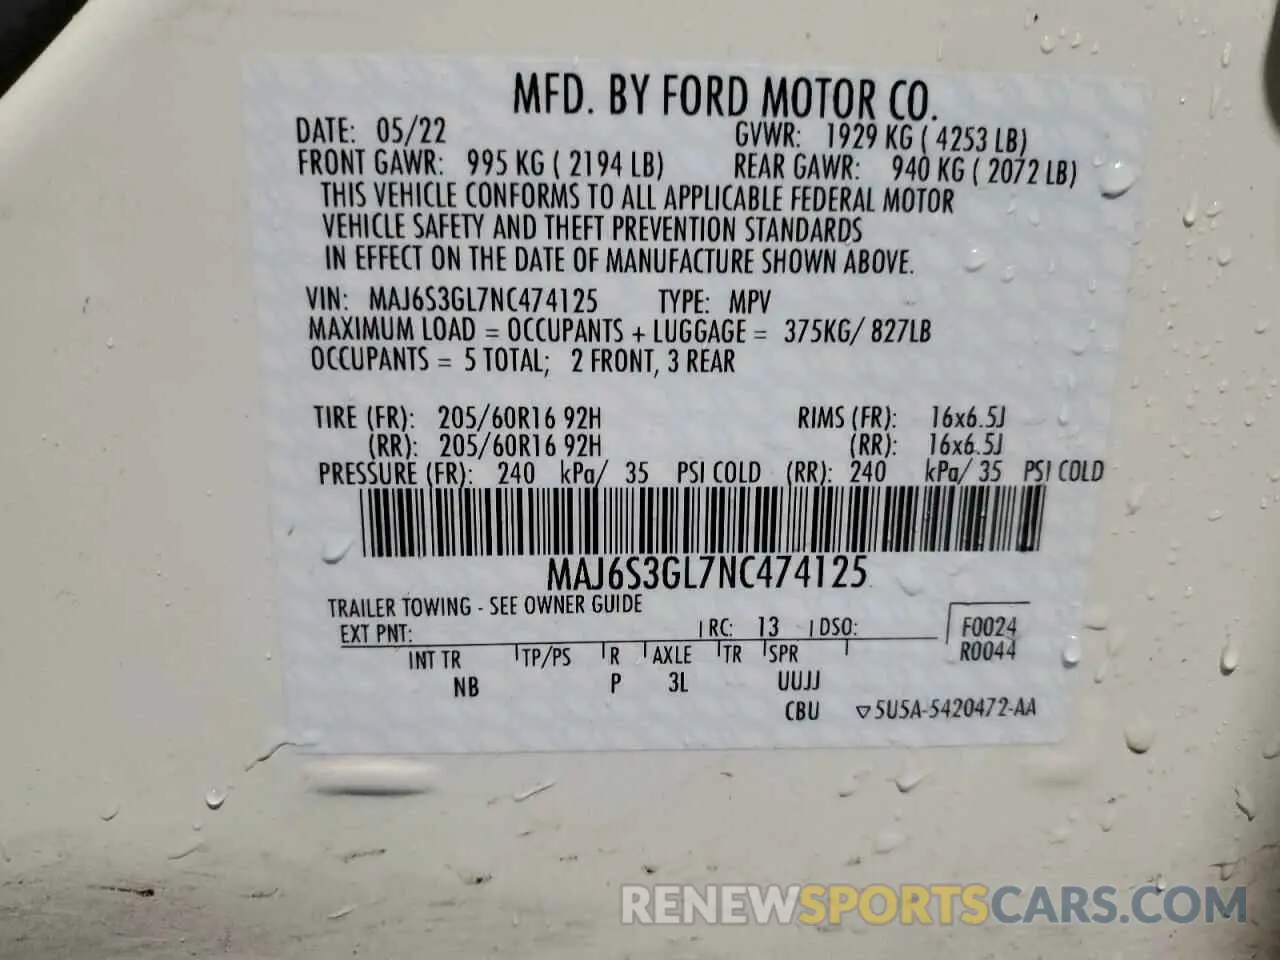 MFD. BY FORD MOTOR CO.
DATE: 05/22 GVWR: 1929 KG ( 4253 LB)
FRONT GAWR: 995 KG ( 2194 LB) REAR GAWR: 940 KG ( 2072 LB)
THIS VEHICLE CONFORMS TO ALL APPLICABLE FEDERAL MOTOR
VEHICLE SAFETY AND THEFT PREVENTION STANDARDS
IN EFFECT ON THE DATE OF MANUFACTURE SHOWN ABOVE.
VIN: MAJ6S3GL7NC474125 TYPE: MPV
MAXIMUM LOAD = OCCUPANTS + LUGGAGE = 375KG/ 827LB
OCCUPANTS = 5 TOTAL; 2 FRONT, 3 REAR
TIRE (FR): 205/60R16 92H RIMS (FR): 16x6.5J
(RR): 205/60R16 92H (RR): 16x6.5J
PRESSURE (FR): 240 kPa/ 35 PSI COLD (RR): 240 kPa/ 35 PSI COLD
MAJ6S3GL7NC474125
TRAILER TOWING - SEE OWNER GUIDE
EXT PNT: RC: 13 DSO: F0024
INT TR TP/PS R AXLE TR SPR R0044
NB P 3L UUJJ
CBU ▽5U5A-5420472-AA
RENEWSPORTSCARS.COM